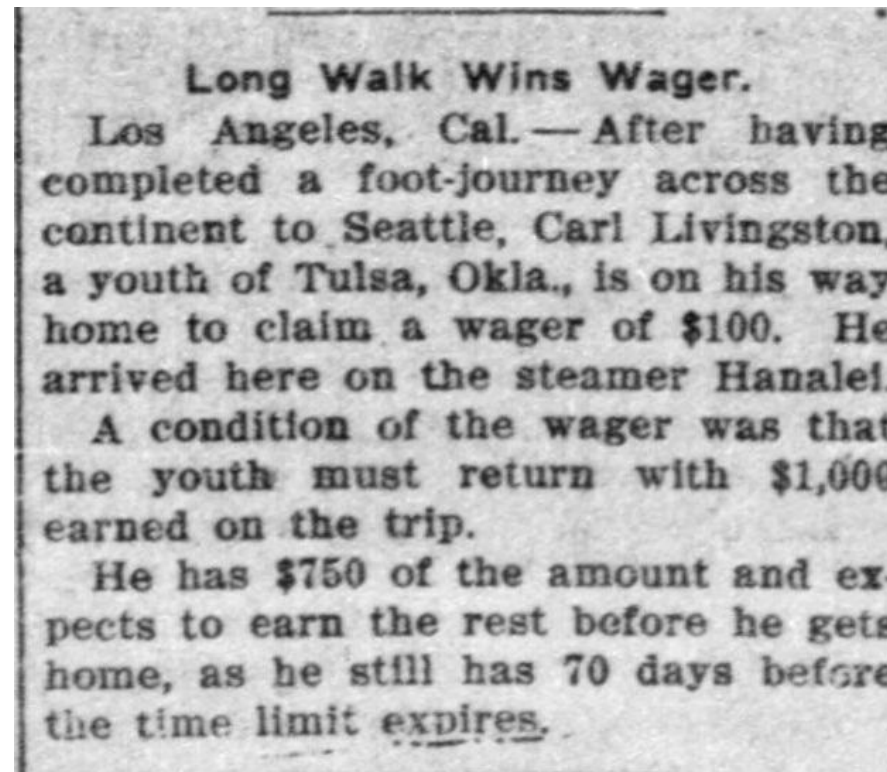 Long Walk Wins Wager.
Los Angeles, Cal. — After having
completed a foot-journey across the
continent to Seattle, Carl Livingston,
a youth of Tulsa, Okla., is on his way
home to claim a wager of $100. He
arrived here on the steamer Hanalei
A condition of the wager was that
the youth must return with $1,000
earned on the trip.
He has $750 of the amount and ex
pects to earn the rest before he gets
home, as he still has 70 days before
the time limit expires.